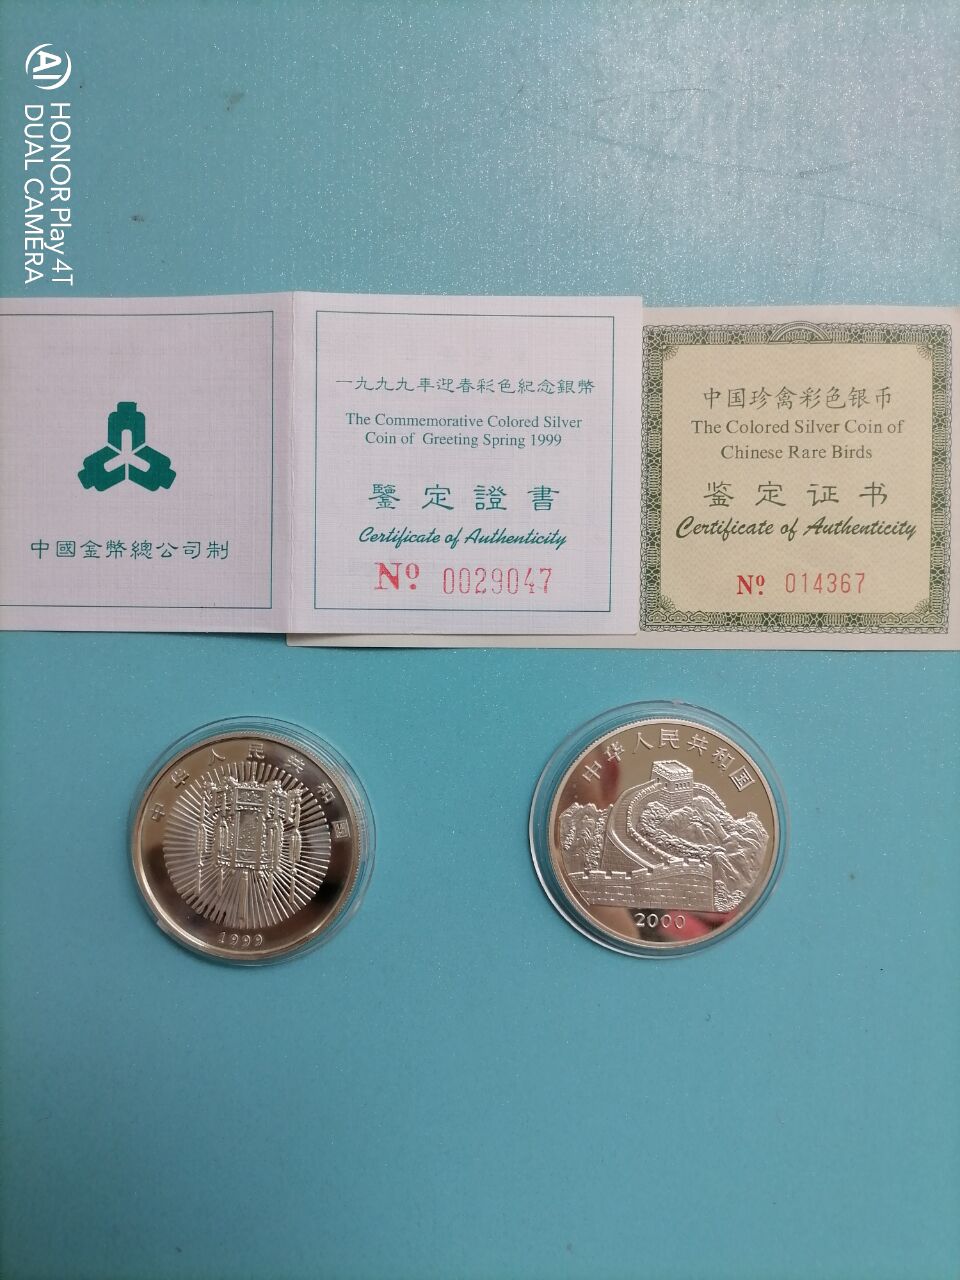 HONOR Play 4T
DUAL CAMERA
中國金幣總公司制
一九九九年迎春彩色紀念銀幣
The Commemorative Colored Silver
Coin of Greeting Spring 1999
鑒定證書
Certificate of Authenticity
Nº 0029047
中国珍禽彩色银币
The Colored Silver Coin of
Chinese Rare Birds
鉴定证书
Certificate of Authenticity
Nº 014367
中华人民共和国
1999
中华人民共和国
2000